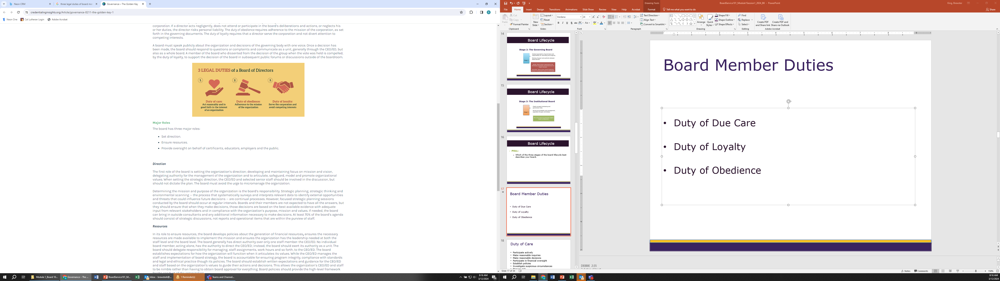 Neon CRM
three legal duties of board me
Governance – The Golden Key
credentialinginsights.org/Article/governance-8211-the-golden-key-1
Neon One
Cal Lutheran Login
Adobe Acrobat
corporation. If a director acts negligently, does not attend or participate in the board's deliberations and actions, or neglects his
or her duties, the director risks personal liability. The duty of obedience requires adherence to the mission of the corporation, as set
forth in the governing documents. The duty of loyalty requires that a director serve the corporation and not divert attention to
competing interests.
A board must speak publicly about the organization and decisions of the governing body with one voice. Once a decision has
been made, the board should respond to questions or complaints and communicate as a unit, generally through the CEO/ED, but
also as a whole board. A member of the board who dissented from the decision of the group when the vote was held is compelled,
by the duty of loyalty, to support the decision of the board in subsequent public forums or discussions outside of the boardroom.
3 LEGAL DUTIES of a Board of Directors
1.
2.
3.
Duty of care:
Act reasonably and in
good faith in the interest
of an organization
Duty of obedience:
Adherence to the mission
of the organization
Duty of loyalty:
Serve the corporation and
avoid competing interests
Major Roles
The board has three major roles:
• Set direction.
• Ensure resources.
• Provide oversight on behalf of certificants, educators, employers and the public.
Direction
The first role of the board is setting the organization's direction; developing and maintaining focus on mission and vision,
delegating authority for the management of the organization and to articulate, safeguard, model and promote organizational
values. When setting the strategic direction, the CEO/ED and selected senior staff should be involved in the discussion, but
should not dictate the plan. The board must avoid the urge to micromanage the organization.
Determining the mission and purpose of the organization is the board's responsibility. Strategic planning, strategic thinking and
environmental scanning – the process that systematically surveys and interprets relevant data to identify external opportunities
and threats that could influence future decisions – are continual processes. However, focused strategic planning sessions
conducted by the board should occur at regular intervals. Boards and their members are not expected to have all the answers, but
they should ensure that when they make decisions, those decisions are based on the best available evidence with adequate
input from relevant stakeholders and in compliance with the organization's purpose, mission and values. If needed, the board
can bring in outside consultants and any additional information necessary to make decisions. At least 70% of the board's agenda
should consist of strategic discussions, not reports and operational items that are within the purview of staff.
Resources
In its role to ensure resources, the board develops policies about the generation of financial resources, ensures the necessary
resources are made available to implement the mission and ensures the organization has the leadership needed at both the
staff level and the board level. The board generally has direct authority over only one staff member: the CEO/ED. No individual
board member, acting alone, has the authority to direct the CEO/ED; instead, the board should exert its authority as a unit. The
board should delegate responsibility for managing, staff assignments, work hours and so forth, to the CEO/ED. The board
establishes expectations for how the organization will function when it articulates its values. While the CEO/ED manages the
staff and implementation of board strategy, the board is accountable for ensuring program integrity, compliance with standards
and legal and ethical practice though its policies. The board should establish written expectations and guidance for the CEO/ED
and staff based on the organization's values to guide their actions and decisions. This allows the organization's CEO/ED and staff
to be nimble rather than having to obtain board approval for everything. Board policies should provide the high-level framework
for the conduct of the organization.
Module 1_Board 10...
Governance – The ...
BoardService101_M...
Inbox - brewsterk@...
1 Reminder(s)
Teams and Channel...
8:16 AM
3/12/2024
Drawing Tools
BoardService101_Module1Session1_2024_BK - PowerPoint
King, Brewster
File
Home
Insert
Design
Transitions
Animations
Slide Show
Review
View
Help
Acrobat
Format
Tell me what you want to do
Share
Paste
Cut
Copy
Format Painter
Clipboard
New
Slide
Layout
Reset
Section
Slides
Verdana
24
Font
Text Direction
Align Text
Convert to SmartArt
Paragraph
Arrange
Quick
Styles
Shape Fill
Shape Outline
Shape Effects
Drawing
Find
Replace
Select
Editing
Create PDF
and Share link
Create PDF and
Share via Outlook
Adobe Acrobat
14
Board Lifecycle
Stage 2: The Governing Board
15
Board Lifecycle
Stage 3: The Institutional Board
16
Board Lifecycle
POLL:
Which of the three stages of the board lifecycle best
describes your board.
17
Board Member Duties
• Duty of Due Care
• Duty of Loyalty
• Duty of Obedience
18
Duty of Care
• Participate actively
• Make reasonable inquiries
• Make reasonable decisions
• Participate in financial oversight
• Establish policies
• Investigate suspicious circumstances
Board Member Duties
• Duty of Due Care
• Duty of Loyalty
• Duty of Obedience
DEBBIE 2:35
Slide 17 of 34
Notes
Comments
150%
8:16 AM
3/12/2024